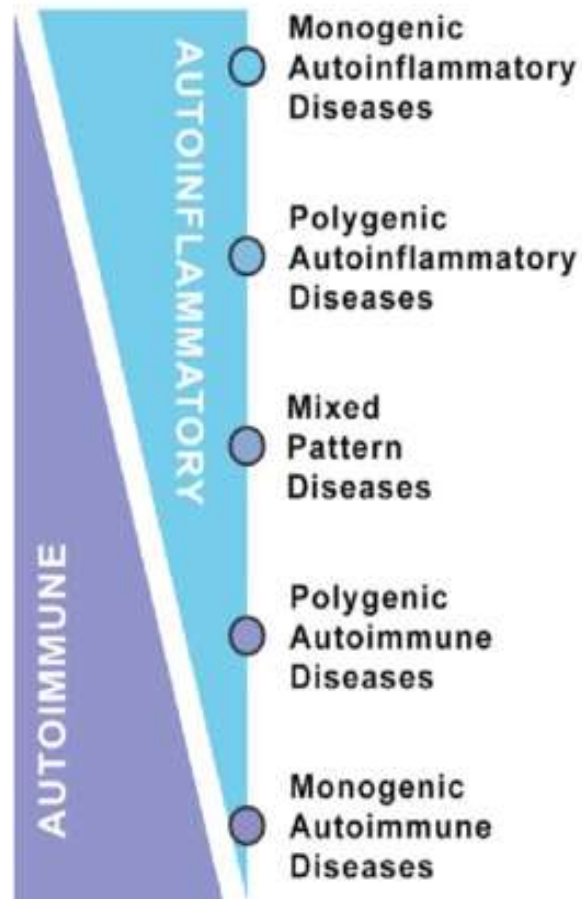 AUTOIMMUNE
AUTOINFLAMMATORY
Monogenic
Autoinflammatory
Diseases
Polygenic
Autoinflammatory
Diseases
Mixed
Pattern
Diseases
Polygenic
Autoimmune
Diseases
Monogenic
Autoimmune
Diseases